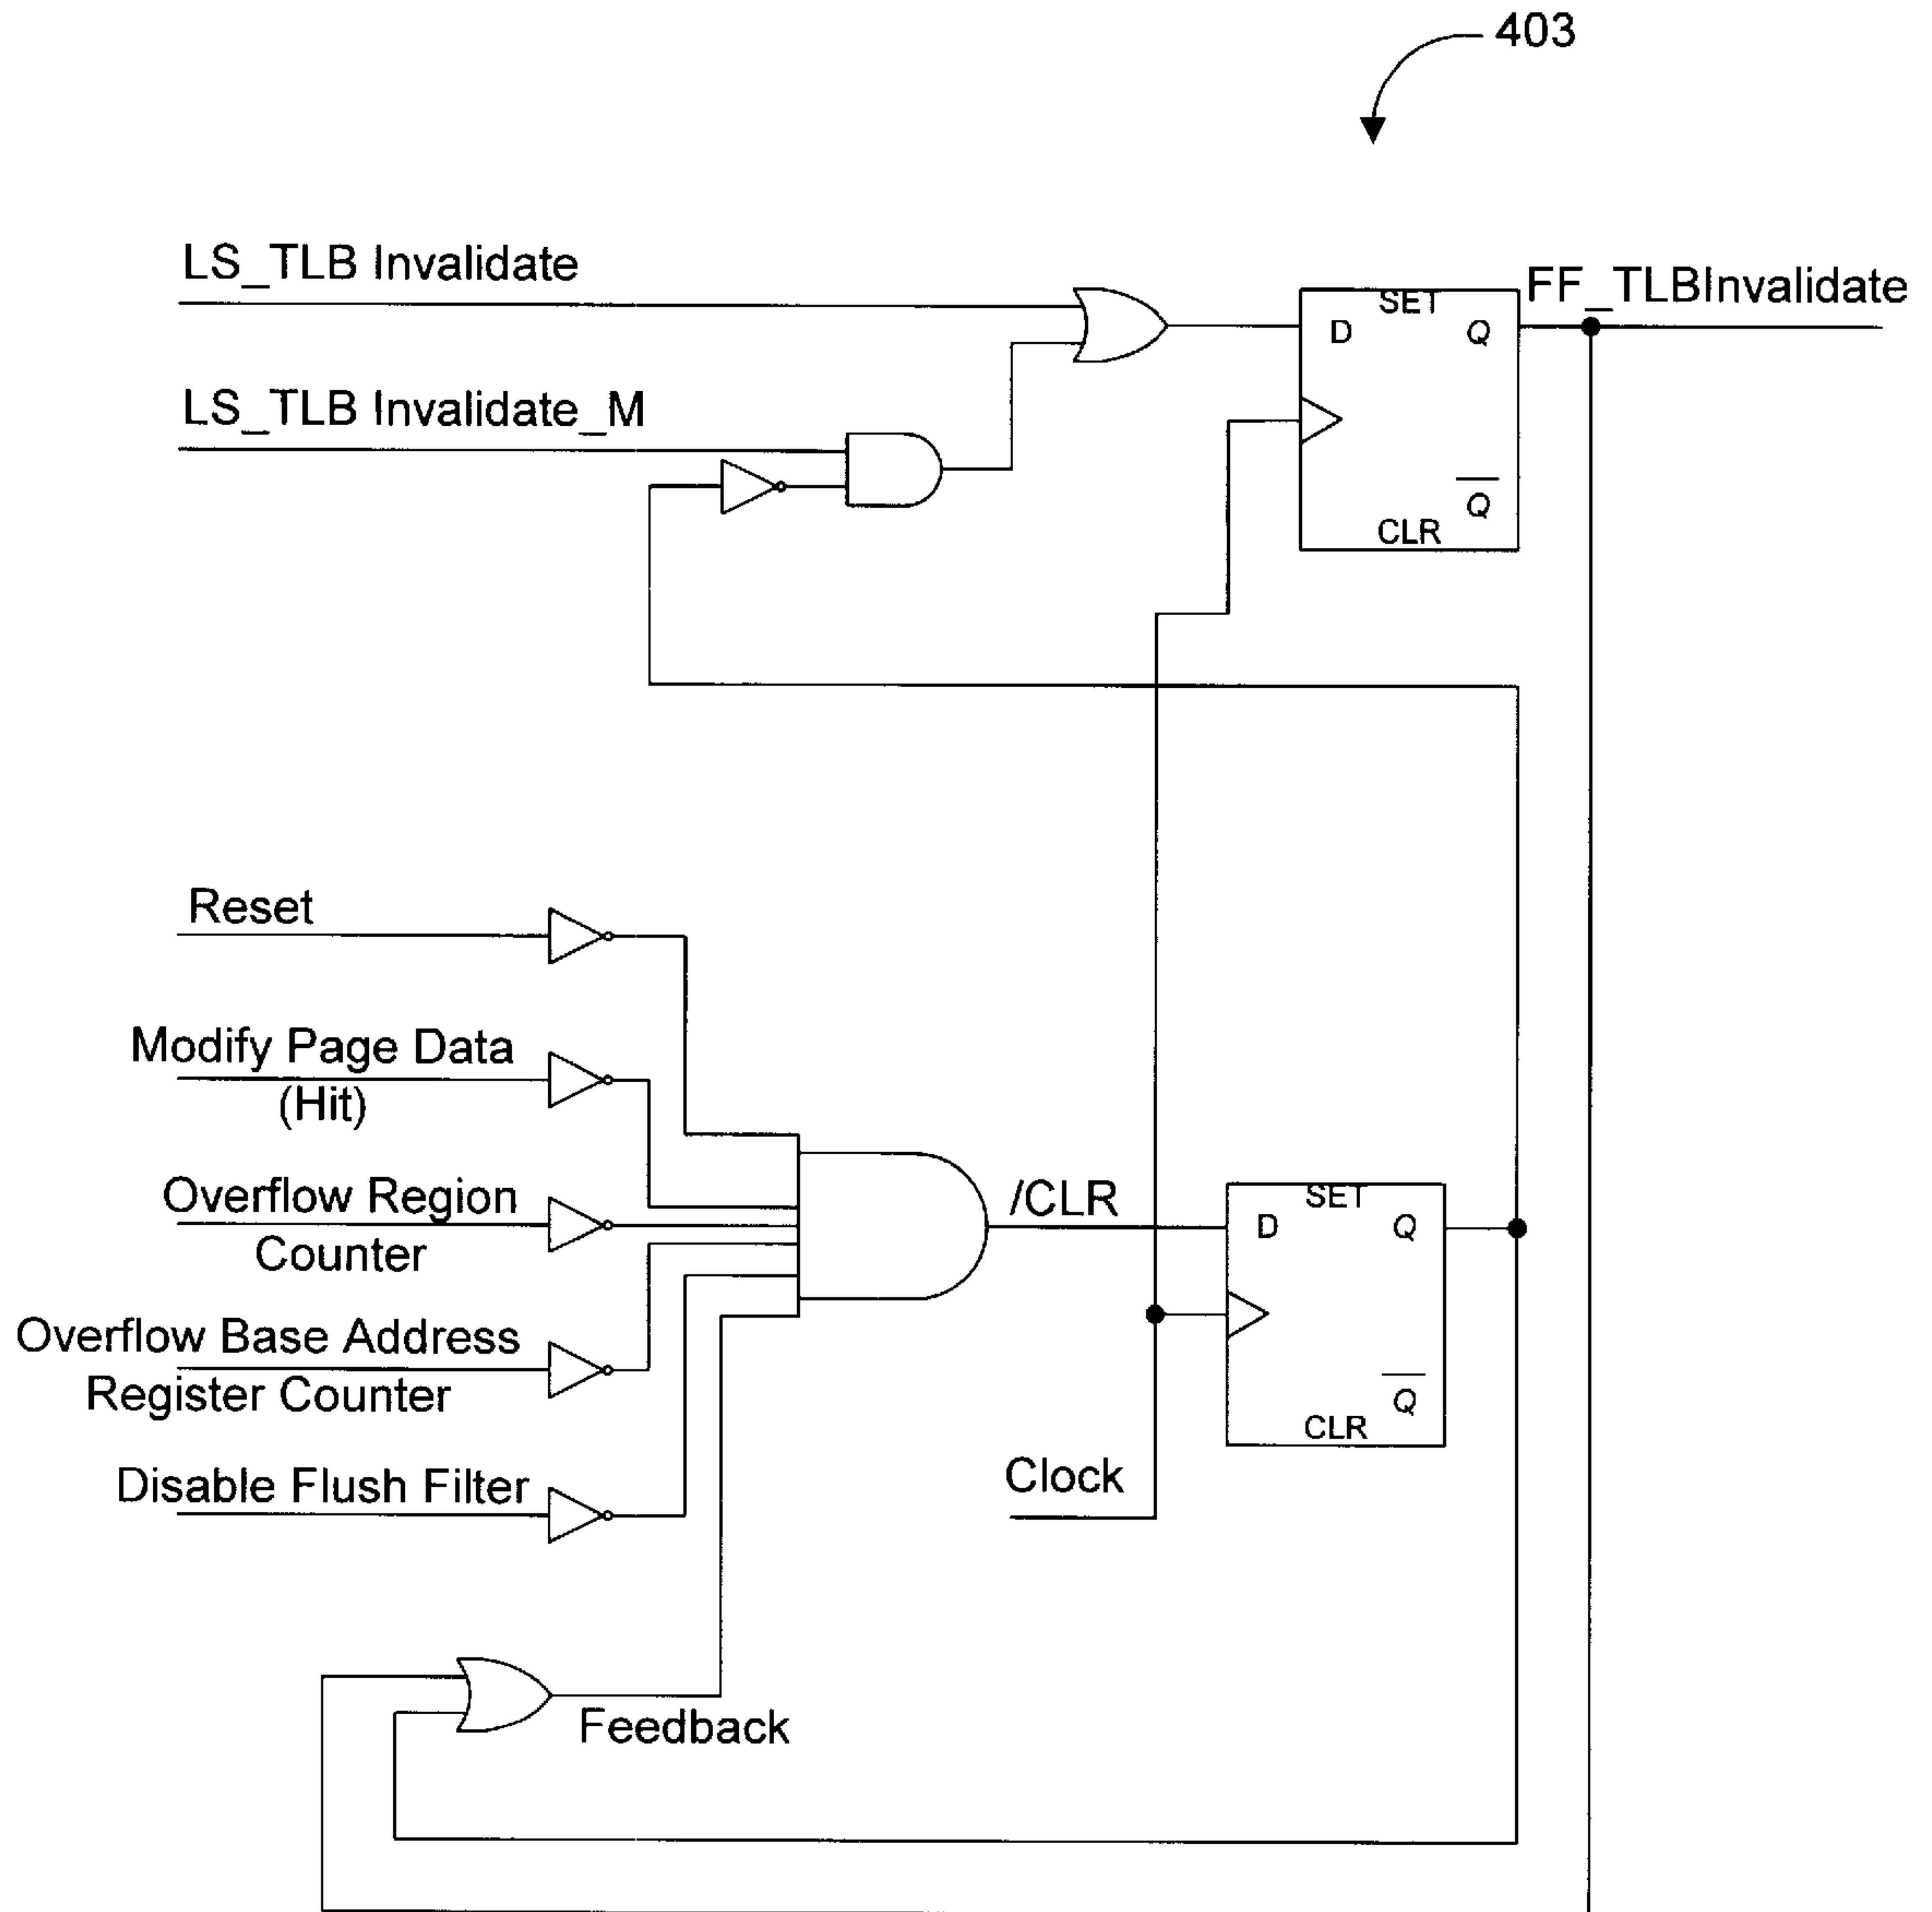 403
LS_TLB Invalidate
FF_TLBInvalidate
SET
D
Q
LS_TLB Invalidate_M
Q
CLR
Reset
Modify Page Data
(Hit)
Overflow Region
Counter
/CLR
SET
D
Q
Overflow Base Address
Register Counter
Q
CLR
Clock
Disable Flush Filter
Feedback